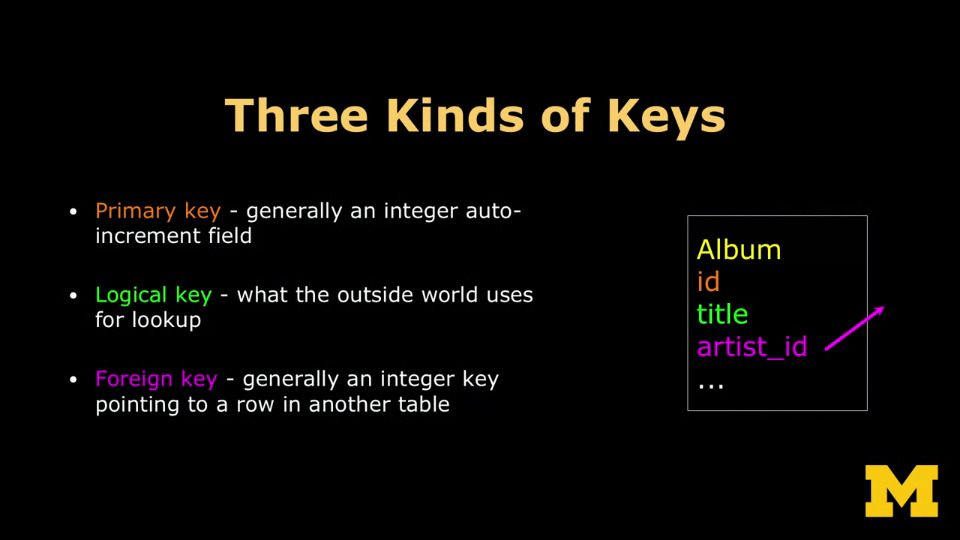 Three Kinds of Keys
• Primary key - generally an integer auto-
increment field
• Logical key - what the outside world uses
for lookup
• Foreign key - generally an integer key
pointing to a row in another table
Album
id
title
artist_id
...
M